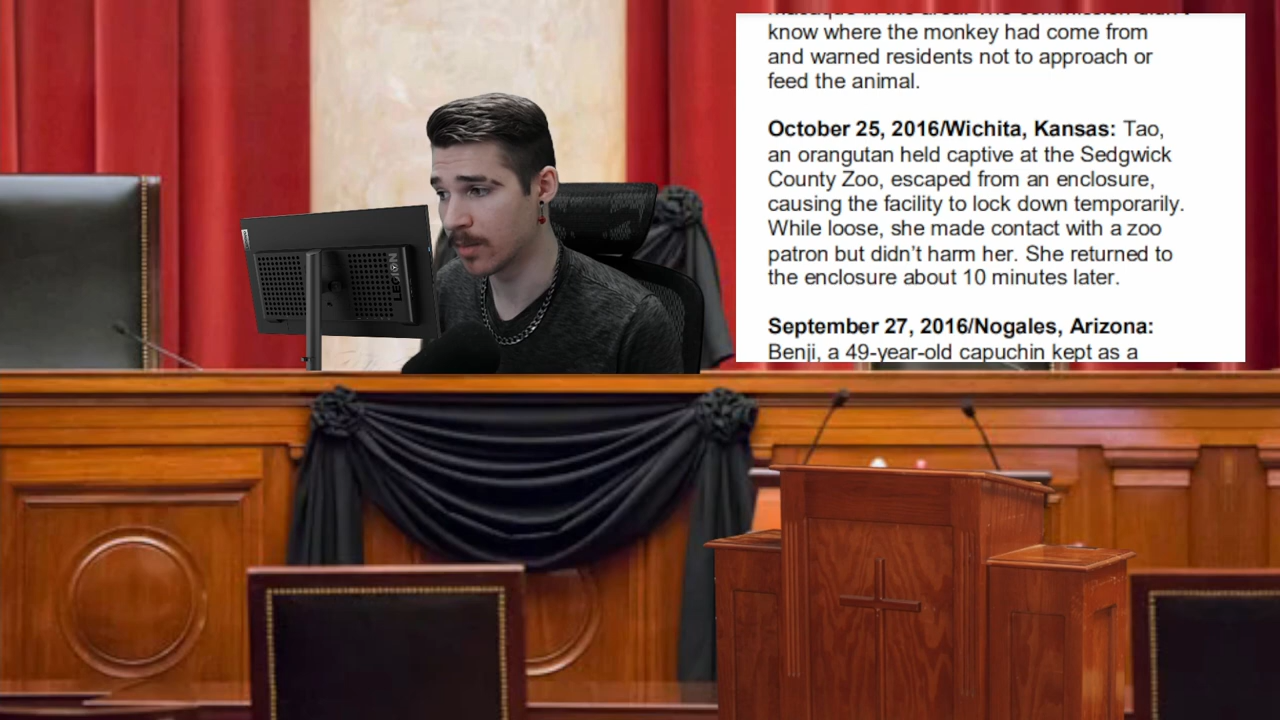 know where the monkey had come from
and warned residents not to approach or
feed the animal.
October 25, 2016/Wichita, Kansas: Tao,
an orangutan held captive at the Sedgwick
County Zoo, escaped from an enclosure,
causing the facility to lock down temporarily.
While loose, she made contact with a zoo
patron but didn't harm her. She returned to
the enclosure about 10 minutes later.
September 27, 2016/Nogales, Arizona:
Benji, a 49-year-old capuchin kept as a
LEGION